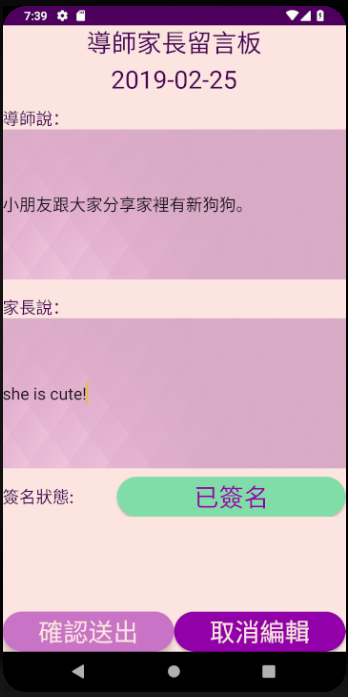 7:39
導師家長留言板
2019-02-25
導師說：
小朋友跟大家分享家裡有新狗狗。
家長說：
she is cute!
簽名狀態:
已簽名
確認送出 取消編輯